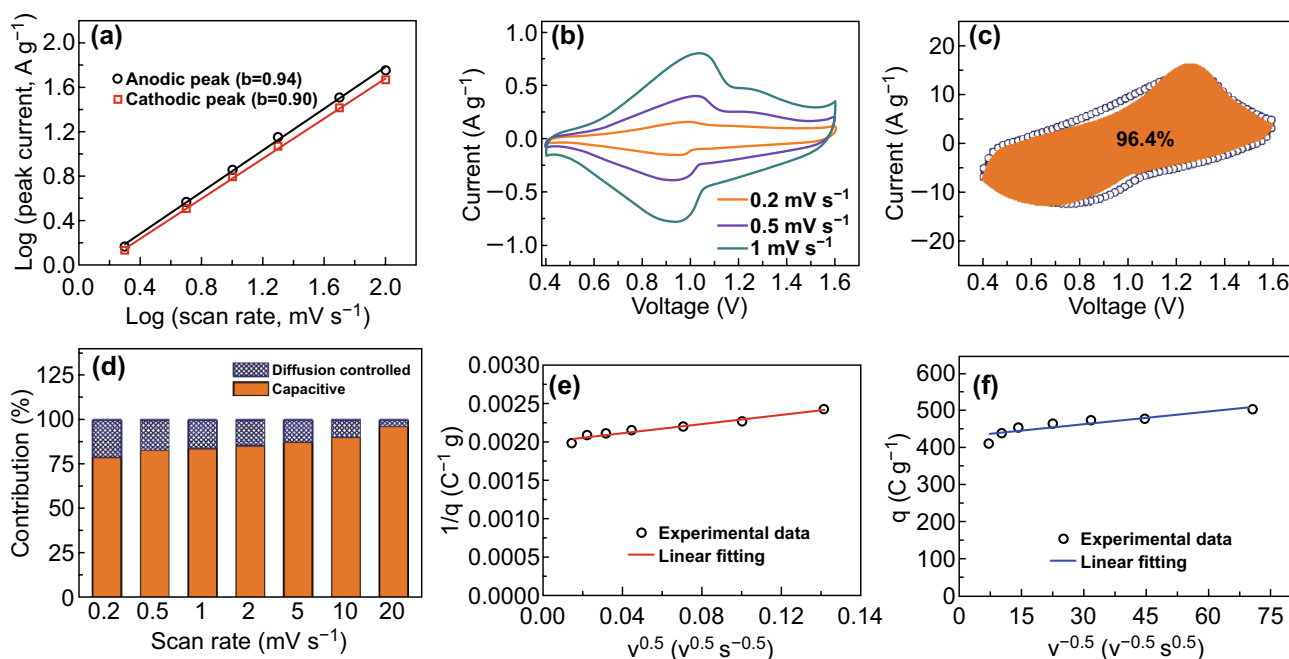 (a)
Anodic peak (b=0.94)
Cathodic peak (b=0.90)
Log (peak current, A g⁻¹)
2.0
1.6
1.2
0.8
0.4
0.0
0.0 0.4 0.8 1.2 1.6 2.0
Log (scan rate, mV s⁻¹)
(b)
Current (A g⁻¹)
1.0
0.5
0.0
−0.5
−1.0
0.2 mV s⁻¹
0.5 mV s⁻¹
1 mV s⁻¹
0.4 0.6 0.8 1.0 1.2 1.4 1.6
Voltage (V)
(c)
Current (A g⁻¹)
20
10
0
−10
−20
96.4%
0.4 0.6 0.8 1.0 1.2 1.4 1.6
Voltage (V)
(d)
Diffusion controlled
Capacitive
Contribution (%)
125
100
75
50
25
0
0.2 0.5 1 2 5 10 20
Scan rate (mV s⁻¹)
(e)
1/q (C⁻¹ g)
0.0030
0.0025
0.0020
0.0015
0.0010
0.0005
0.0000
Experimental data
Linear fitting
0.00 0.04 0.08 0.12 0.14
v⁰·⁵ (v⁰·⁵ s⁻⁰·⁵)
(f)
q (C g⁻¹)
600
500
400
300
200
100
0
Experimental data
Linear fitting
0 15 30 45 60 75
v⁻⁰·⁵ (v⁻⁰·⁵ s⁰·⁵)